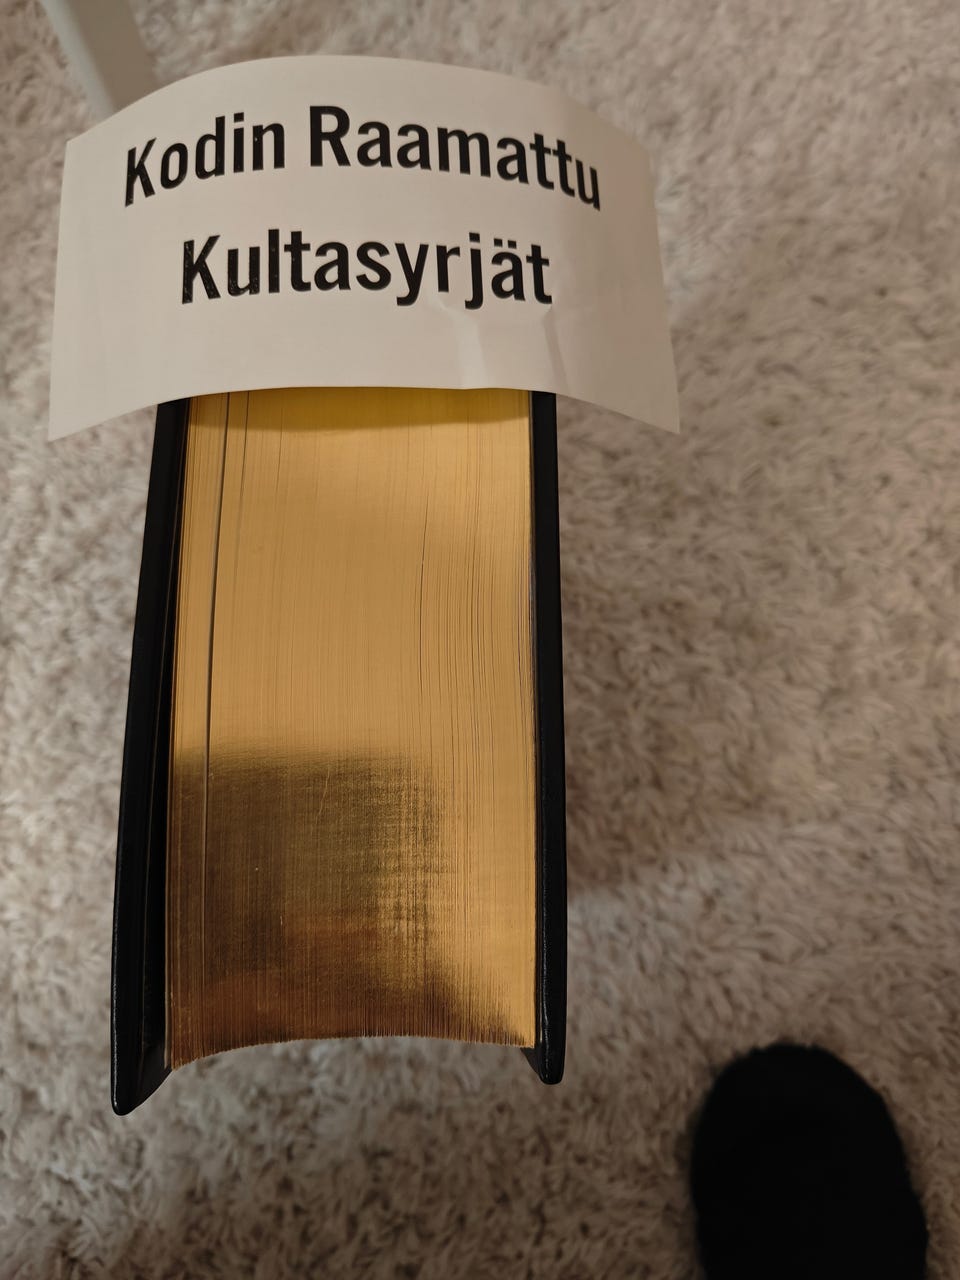 Kodin Raamattu
Kultasyrjät